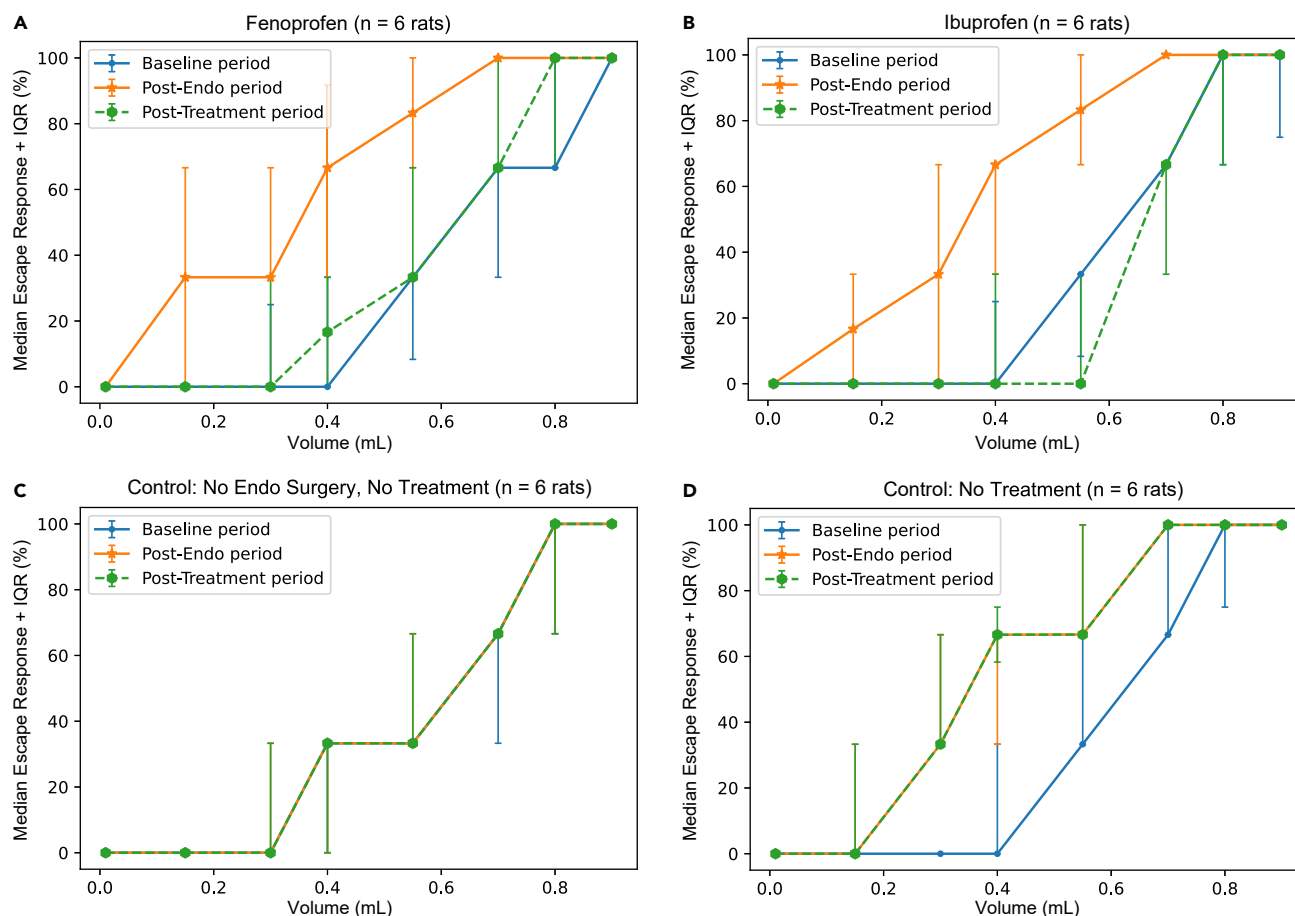 A
Fenoprofen (n = 6 rats)
Median Escape Response + IQR (%)
100
80
60
40
20
0
Baseline period
Post-Endo period
Post-Treatment period
0.0 0.2 0.4 0.6 0.8
Volume (mL)
B
Ibuprofen (n = 6 rats)
Median Escape Response + IQR (%)
100
80
60
40
20
0
Baseline period
Post-Endo period
Post-Treatment period
0.0 0.2 0.4 0.6 0.8
Volume (mL)
C
Control: No Endo Surgery, No Treatment (n = 6 rats)
Median Escape Response + IQR (%)
100
80
60
40
20
0
Baseline period
Post-Endo period
Post-Treatment period
0.0 0.2 0.4 0.6 0.8
Volume (mL)
D
Control: No Treatment (n = 6 rats)
Median Escape Response + IQR (%)
100
80
60
40
20
0
Baseline period
Post-Endo period
Post-Treatment period
0.0 0.2 0.4 0.6 0.8
Volume (mL)